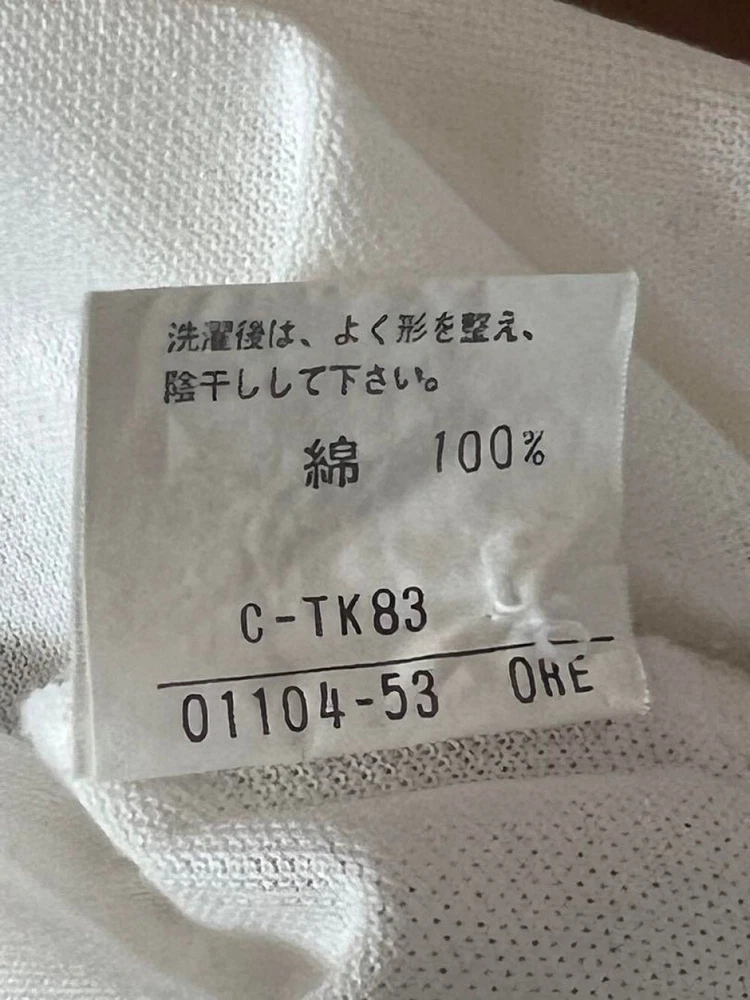 洗濯後は、よく形を整え、
陰干しして下さい。
綿 100%
C-TK83
01104-53 OHE